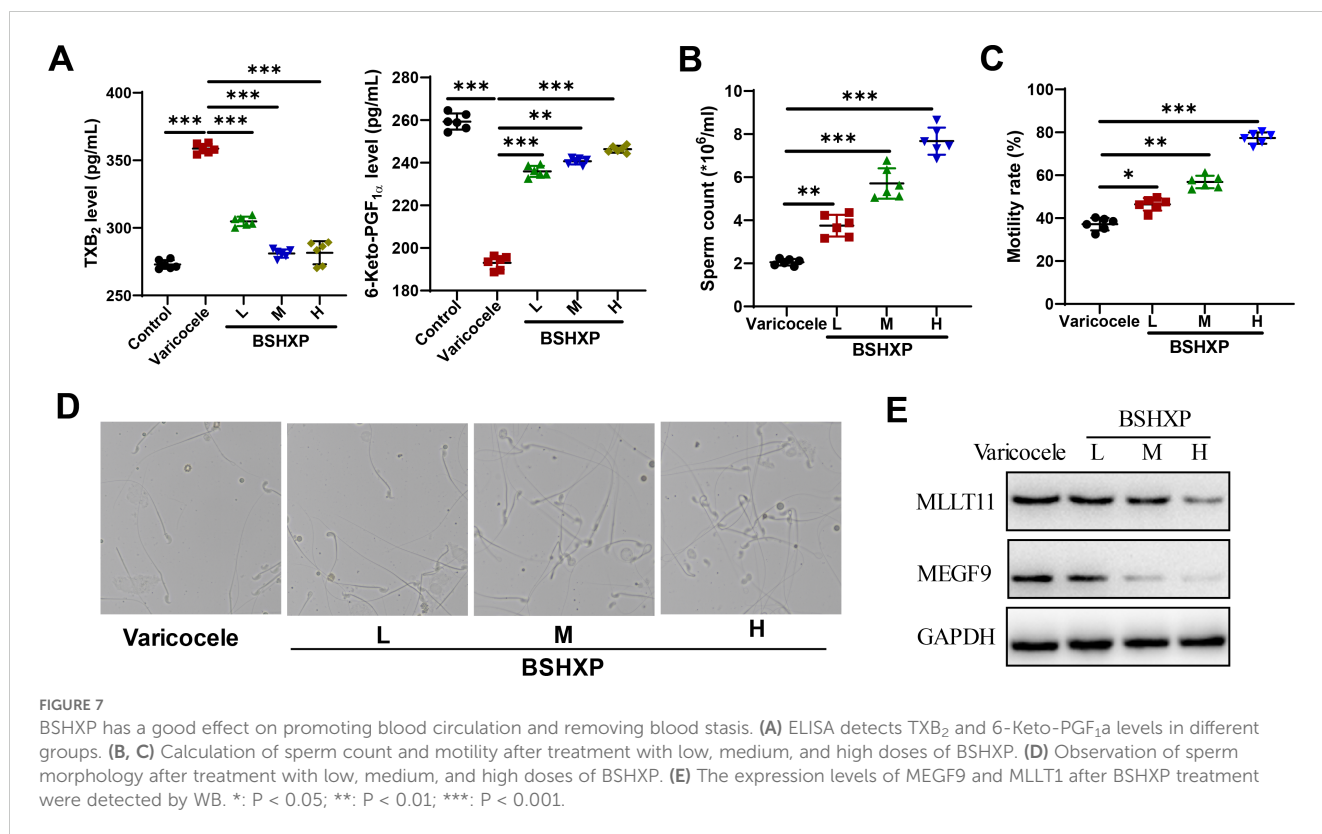 A
TXB2 level (pg/mL)
400
350
300
250
***
***
***
***
Control
Varicocele
L
M
H
BSHXP
6-Keto-PGF1α level (pg/mL)
280
260
240
220
200
180
***
***
**
***
Control
Varicocele
L
M
H
BSHXP
B
Sperm count (*10^6/ml)
10
8
6
4
2
0
***
***
**
Varicocele
L
M
H
BSHXP
C
Motility rate (%)
100
80
60
40
20
0
***
**
*
Varicocele
L
M
H
BSHXP
D
Varicocele
L
M
H
BSHXP
E
BSHXP
Varicocele L M H
MLLT11
MEGF9
GAPDH
FIGURE 7
BSHXP has a good effect on promoting blood circulation and removing blood stasis. (A) ELISA detects TXB2 and 6-Keto-PGF1a levels in different
groups. (B, C) Calculation of sperm count and motility after treatment with low, medium, and high doses of BSHXP. (D) Observation of sperm
morphology after treatment with low, medium, and high doses of BSHXP. (E) The expression levels of MEGF9 and MLLT1 after BSHXP treatment
were detected by WB. *: P < 0.05; **: P < 0.01; ***: P < 0.001.